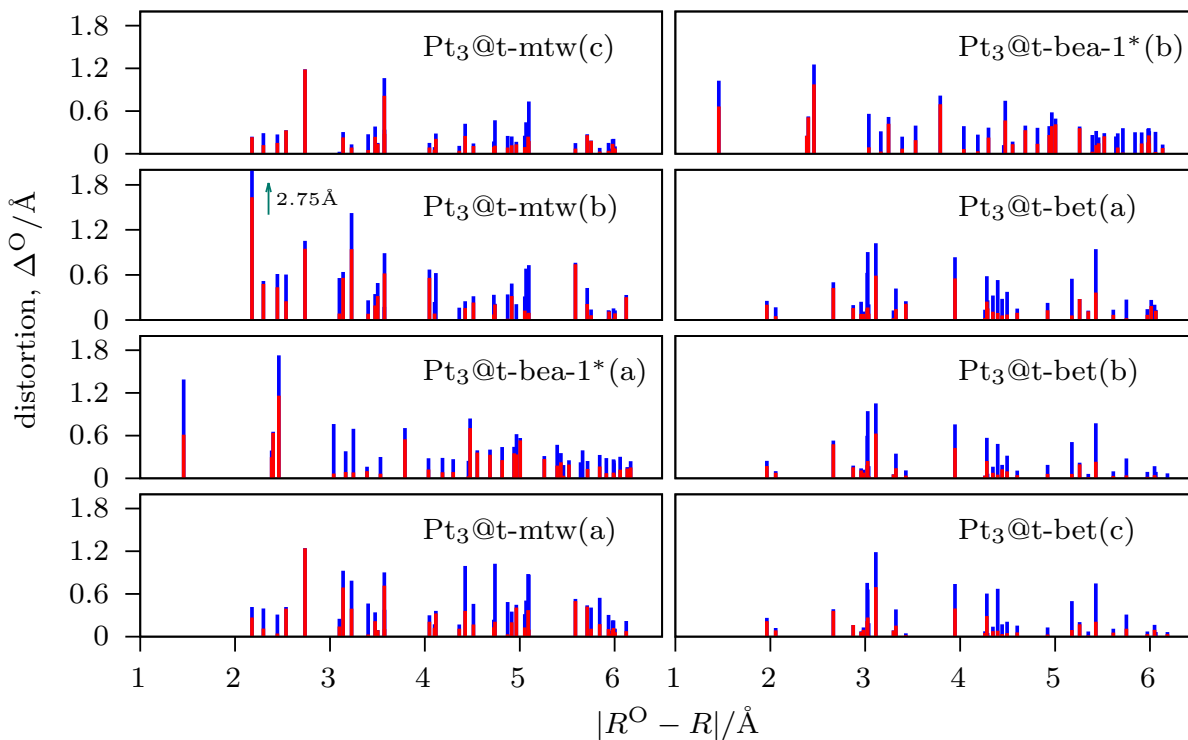 1.8
1.2
0.6
0
Pt₃@t-mtw(c)
Pt₃@t-bea-1*(b)
1.8
1.2
0.6
0
2.75Å
Pt₃@t-mtw(b)
Pt₃@t-bet(a)
1.8
1.2
0.6
0
Pt₃@t-bea-1*(a)
Pt₃@t-bet(b)
1.8
1.2
0.6
0
Pt₃@t-mtw(a)
Pt₃@t-bet(c)
distortion, Δᴼ/Å
1 2 3 4 5 6 1 2 3 4 5 6
|Rᴼ − R|/Å